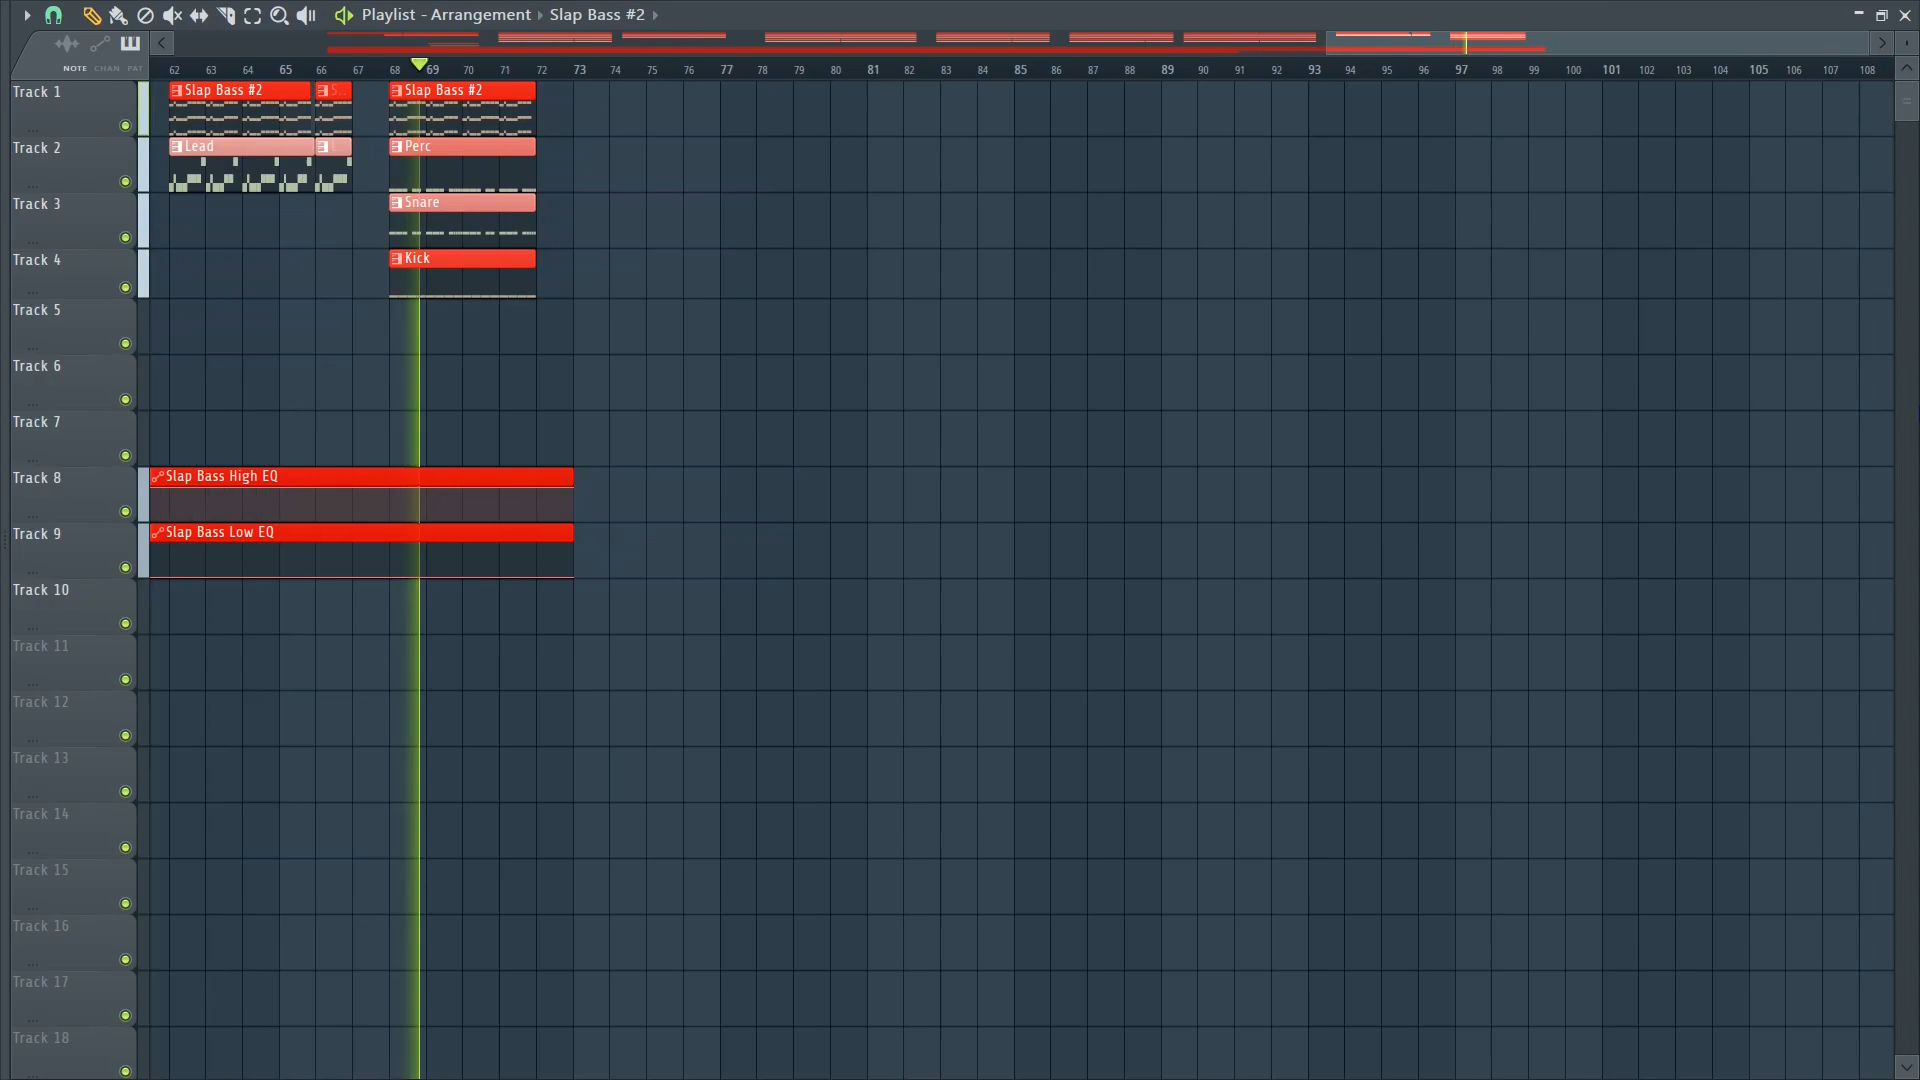 Playlist - Arrangement › Slap Bass #2 ›
NOTE CHAN PAT
62 63 64 65 66 67 68 69 70 71 72 73 74 75 76 77 78 79 80 81 82 83 84 85 86 87 88 89 90 91 92 93 94 95 96 97 98 99 100 101 102 103 104 105 106 107 108
Track 1
Slap Bass #2
S..
Slap Bass #2
Track 2
Lead
Perc
Track 3
Snare
Track 4
Kick
Track 5
Track 6
Track 7
Track 8
Slap Bass High EQ
Track 9
Slap Bass Low EQ
Track 10
Track 11
Track 12
Track 13
Track 14
Track 15
Track 16
Track 17
Track 18